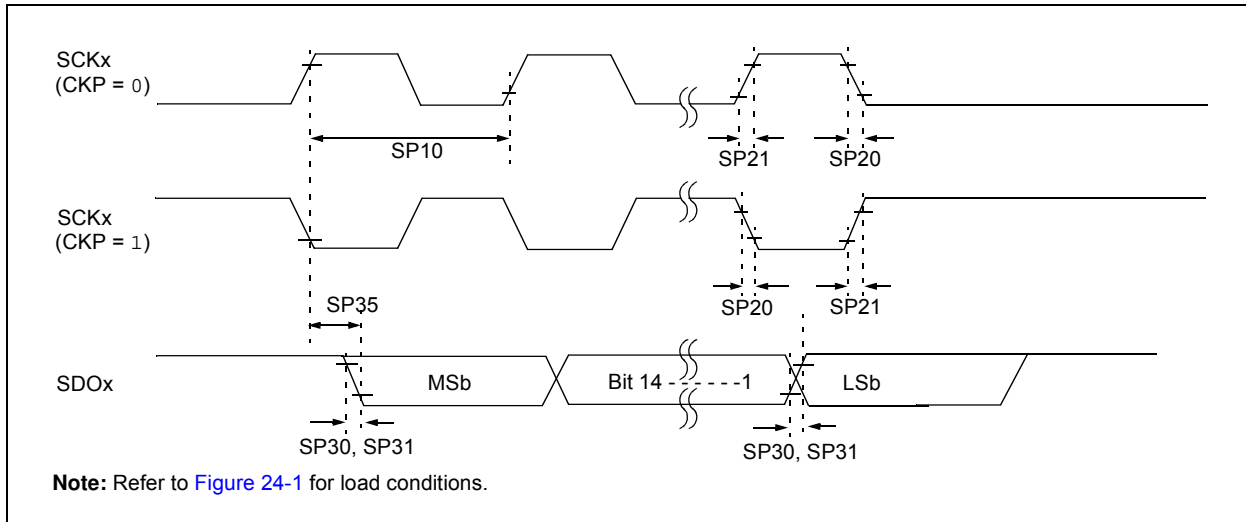 SCKx
(CKP = 0)
SP10
SP21
SP20
SCKx
(CKP = 1)
SP35
SP20
SP21
SDOx
MSb
Bit 14 - - - - - -1
LSb
SP30, SP31
SP30, SP31
Note: Refer to Figure 24-1 for load conditions.